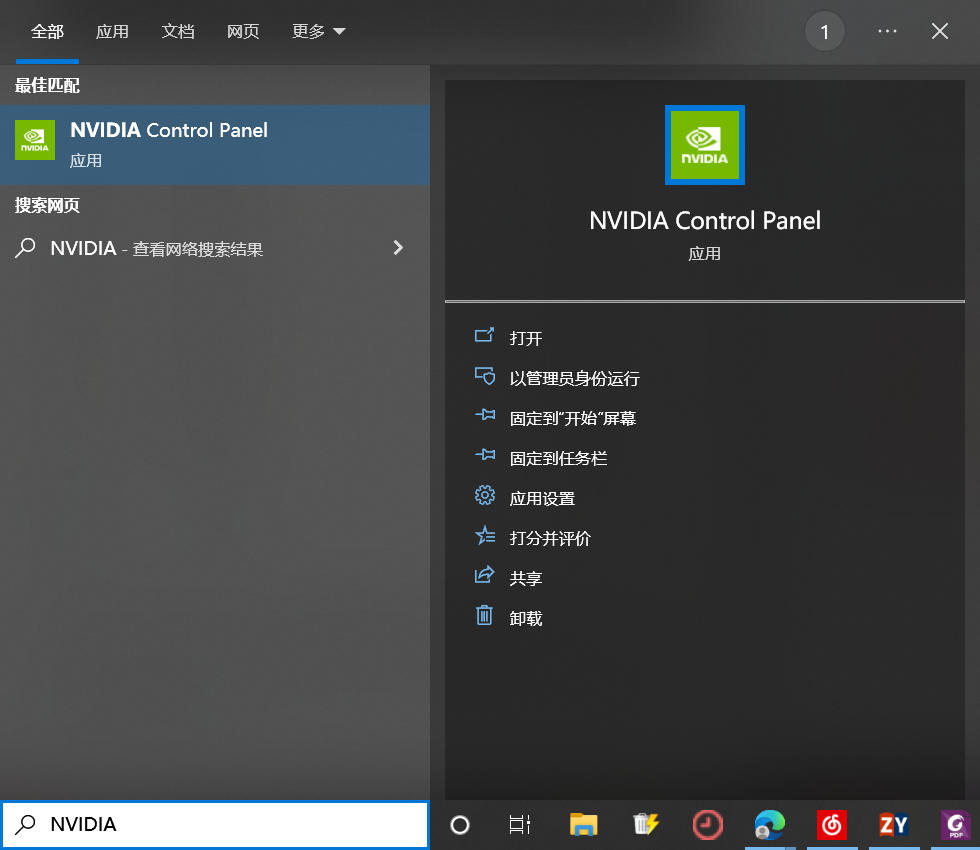 全部 应用 文档 网页 更多 1 ...
最佳匹配
NVIDIA Control Panel
应用
搜索网页
NVIDIA - 查看网络搜索结果
NVIDIA
NVIDIA
NVIDIA Control Panel
应用
打开
以管理员身份运行
固定到"开始"屏幕
固定到任务栏
应用设置
打分并评价
共享
卸载
NVIDIA
ZY
PDF